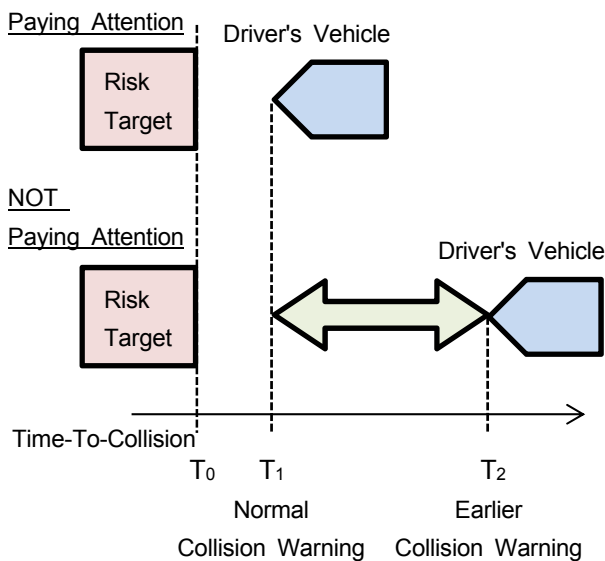 Paying Attention
Driver's Vehicle
Risk
Target
NOT
Paying Attention
Driver's Vehicle
Risk
Target
Time-To-Collision
T₀ T₁ T₂
Normal Earlier
Collision Warning Collision Warning